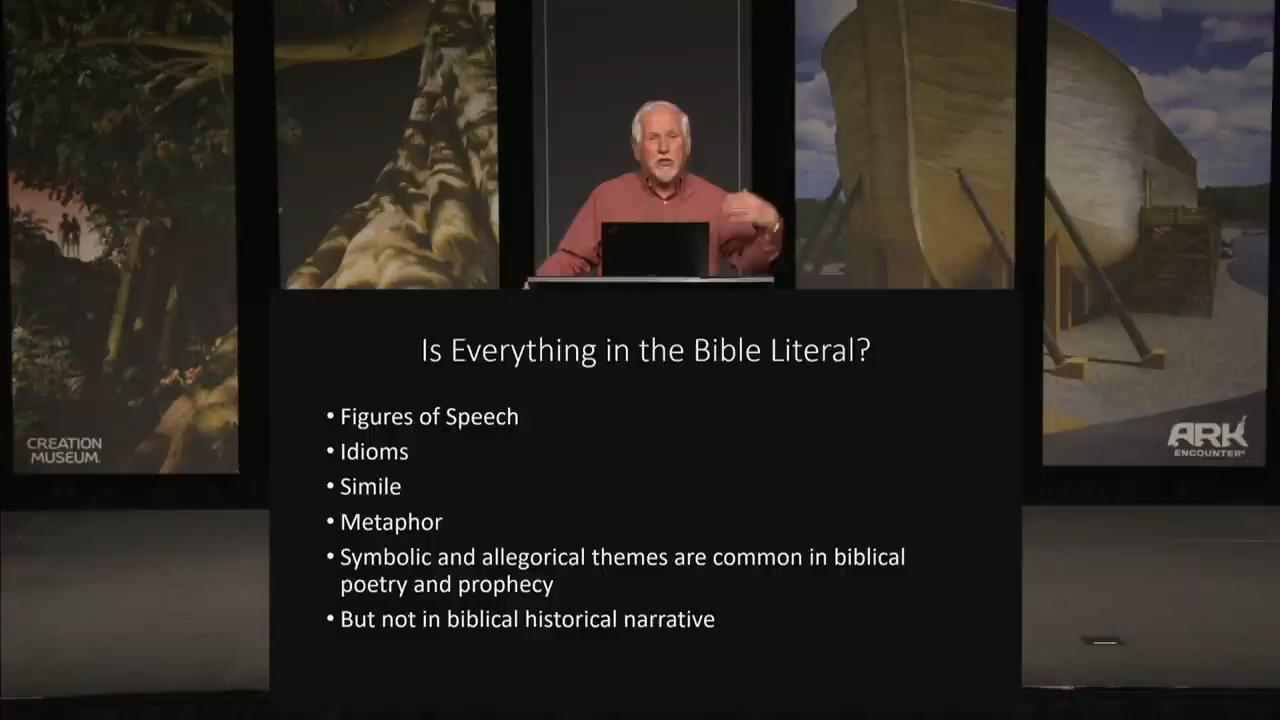 Is Everything in the Bible Literal?
• Figures of Speech
• Idioms
• Simile
• Metaphor
• Symbolic and allegorical themes are common in biblical
poetry and prophecy
• But not in biblical historical narrative
CREATION
MUSEUM
ARK
ENCOUNTER